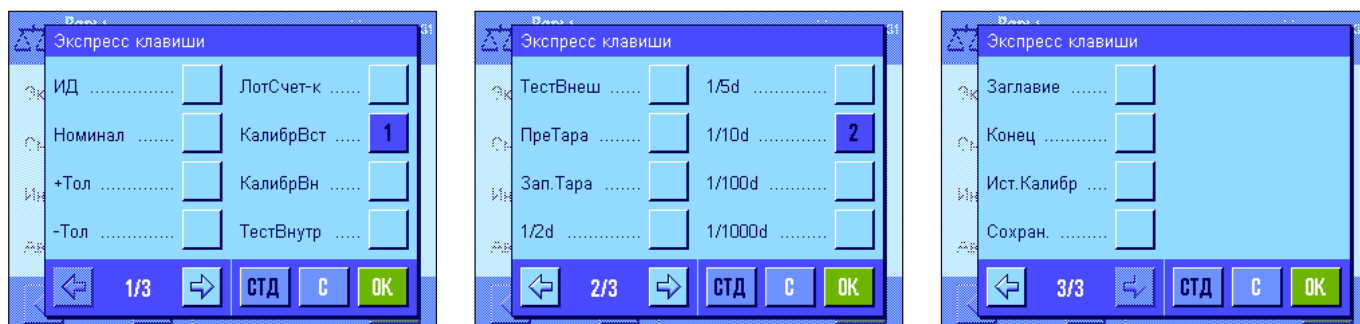 Экспресс клавиши
ИД .............. ЛотСчет-к ......
Номинал ....... КалибрВст ..... 1
+Тол ............ КалибрВн ......
-Тол ............ ТестВнутр .....
1/3 СТД C OK
Экспресс клавиши
ТестВнеш ...... 1/5d ..............
ПреТара ........ 1/10d ............ 2
Зап.Тара ....... 1/100d ..........
1/2d ............. 1/1000d ........
2/3 СТД C OK
Экспресс клавиши
Заглавие .......
Конец ...........
Ист.Калибр ....
Сохран. .........
3/3 СТД C OK